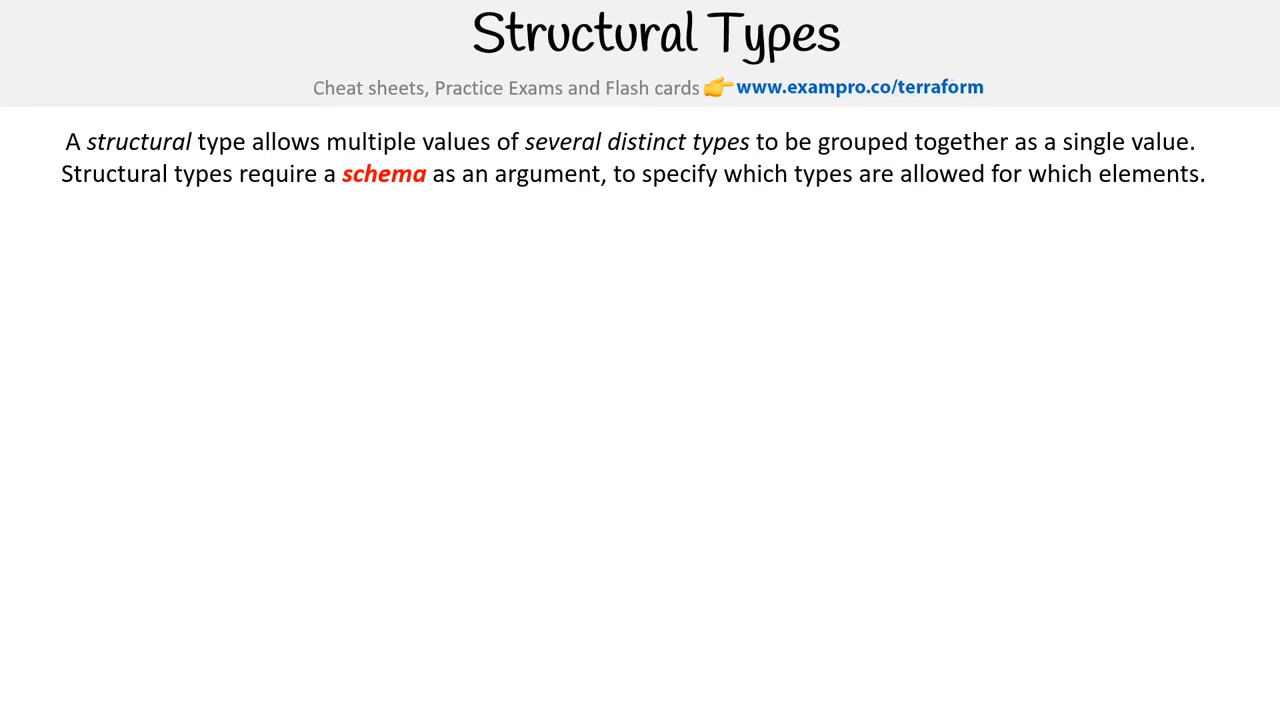 Structural Types
Cheat sheets, Practice Exams and Flash cards 👉 www.exampro.co/terraform
A structural type allows multiple values of several distinct types to be grouped together as a single value.
Structural types require a schema as an argument, to specify which types are allowed for which elements.